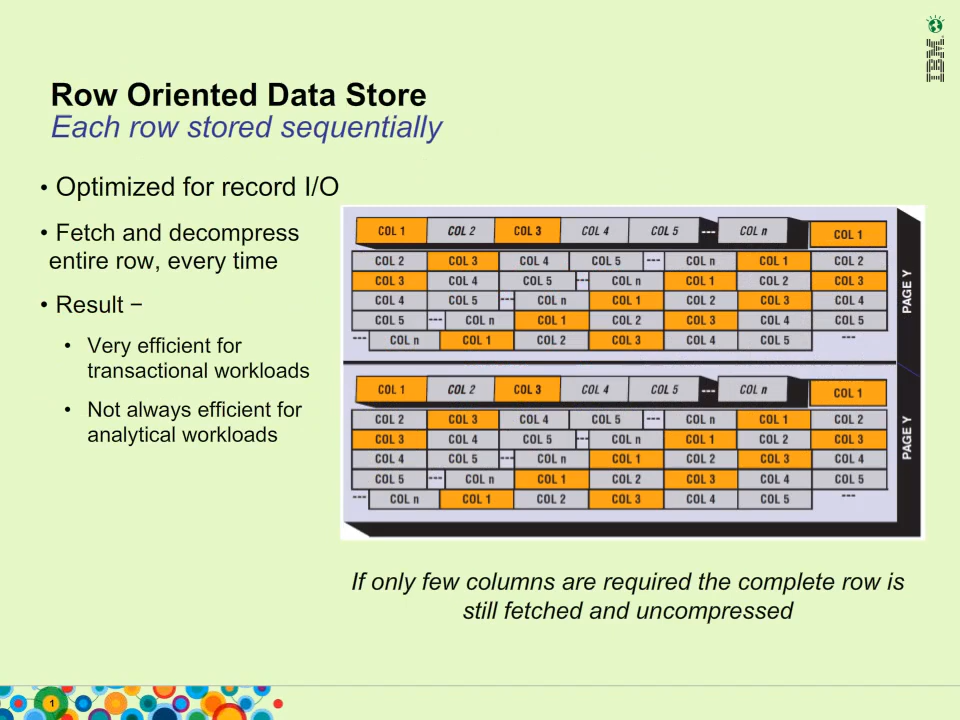 IBM
Row Oriented Data Store
Each row stored sequentially
• Optimized for record I/O
• Fetch and decompress
entire row, every time
• Result –
• Very efficient for
transactional workloads
• Not always efficient for
analytical workloads
COL 1 COL 2 COL 3 COL 4 COL 5 --- COL n COL 1
COL 2 COL 3 COL 4 COL 5 --- COL n COL 1 COL 2
COL 3 COL 4 COL 5 --- COL n COL 1 COL 2 COL 3
COL 4 COL 5 --- COL n COL 1 COL 2 COL 3 COL 4
COL 5 --- COL n COL 1 COL 2 COL 3 COL 4 COL 5
--- COL n COL 1 COL 2 COL 3 COL 4 COL 5 ---
PAGE Y
COL 1 COL 2 COL 3 COL 4 COL 5 --- COL n COL 1
COL 2 COL 3 COL 4 COL 5 --- COL n COL 1 COL 2
COL 3 COL 4 COL 5 --- COL n COL 1 COL 2 COL 3
COL 4 COL 5 --- COL n COL 1 COL 2 COL 3 COL 4
COL 5 --- COL n COL 1 COL 2 COL 3 COL 4 COL 5
--- COL n COL 1 COL 2 COL 3 COL 4 COL 5 ---
PAGE Y
If only few columns are required the complete row is
still fetched and uncompressed
1